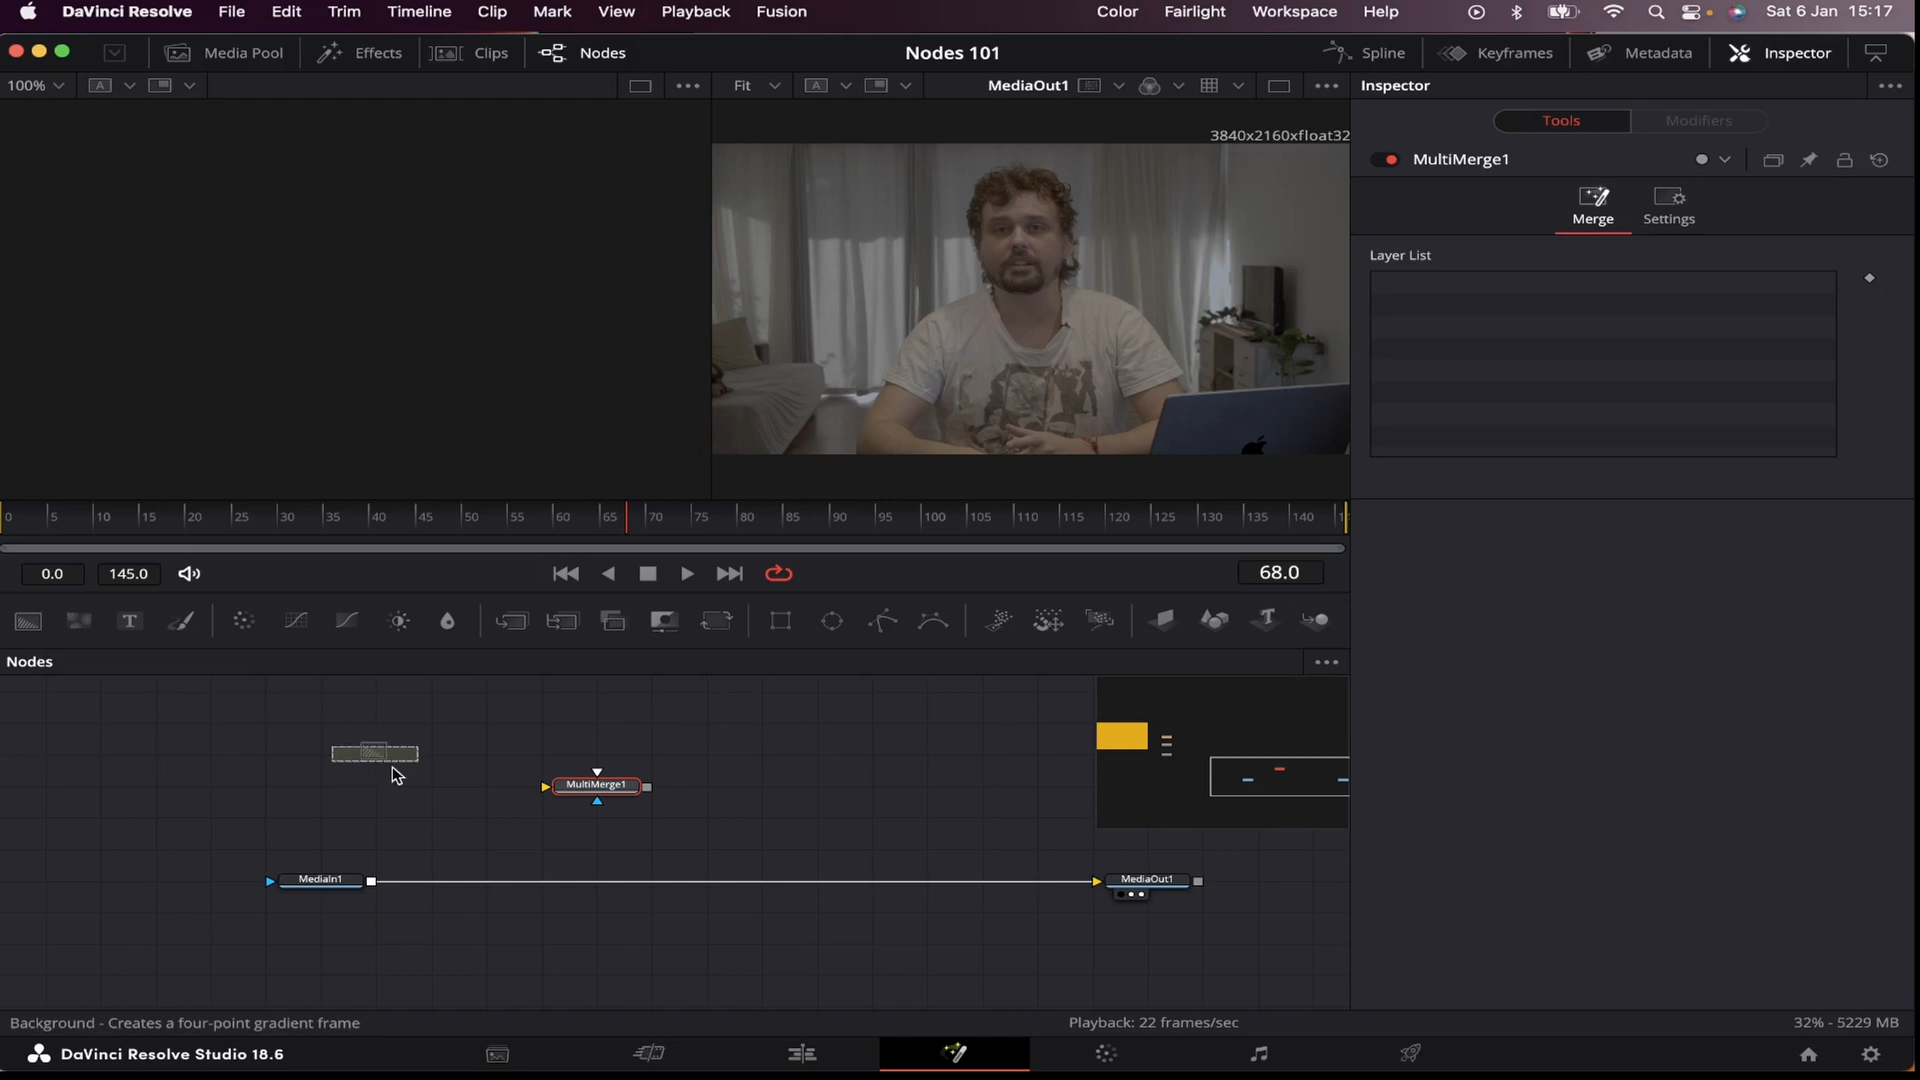 DaVinci Resolve File Edit Trim Timeline Clip Mark View Playback Fusion Color Fairlight Workspace Help Sat 6 Jan 15:17
Media Pool Effects Clips Nodes Nodes 101 Spline Keyframes Metadata Inspector
100% A Fit A MediaOut1 Inspector
3840x2160xfloat32
Tools Modifiers
MultiMerge1
Merge Settings
Layer List
0 5 10 15 20 25 30 35 40 45 50 55 60 65 70 75 80 85 90 95 100 105 110 115 120 125 130 135 140
0.0 145.0 68.0
T T
Nodes
MultiMerge1
MediaIn1 MediaOut1
Background - Creates a four-point gradient frame Playback: 22 frames/sec 32% - 5229 MB
DaVinci Resolve Studio 18.6